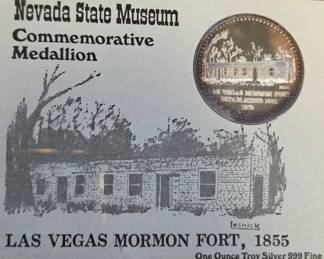 Nevada State Museum
Commemorative
Medallion
LAS VEGAS MORMON FORT
ESTABLISHED 1855
LAS VEGAS MORMON FORT, 1855
One Ounce Troy Silver 999 Fine